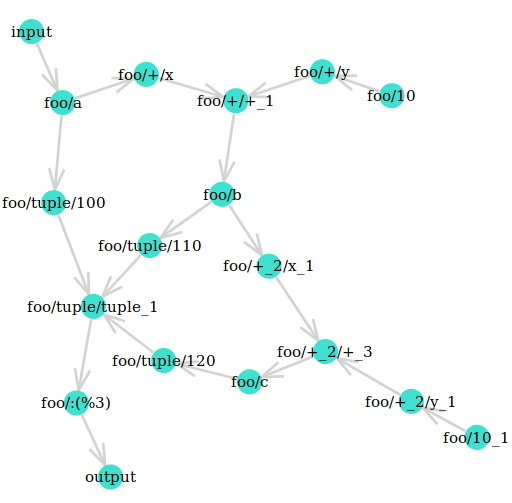 input
foo/+/x
foo/+/y
foo/a
foo/+/+_1
foo/10
foo/b
foo/tuple/100
foo/tuple/110
foo/+_2/x_1
foo/tuple/tuple_1
foo/+_2/+_3
foo/tuple/120
foo/c
foo/:(%3)
foo/+_2/y_1
foo/10_1
output